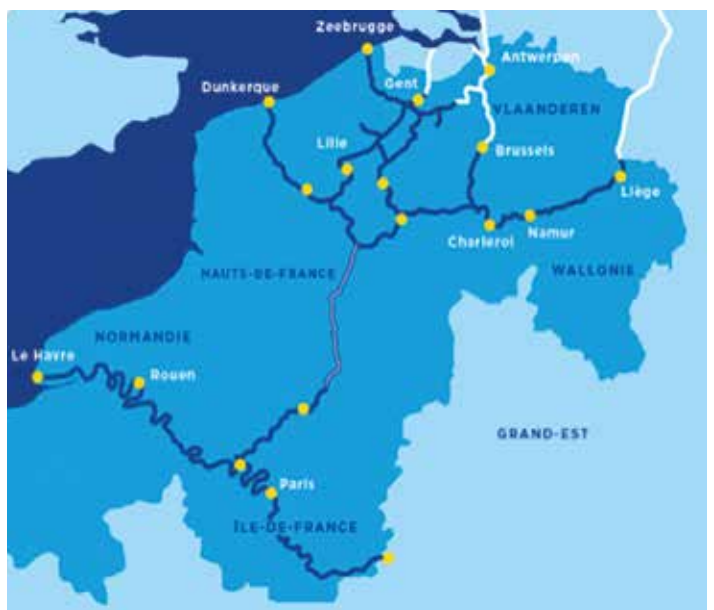 Zeebrugge
Antwerpen
Dunkerque
Gent
VLAANDEREN
Lille
Brussels
Liège
Charleroi
Namur
HAUTS-DE-FRANCE
WALLONIE
NORMANDIE
Le Havre
Rouen
GRAND-EST
Paris
ÎLE-DE-FRANCE